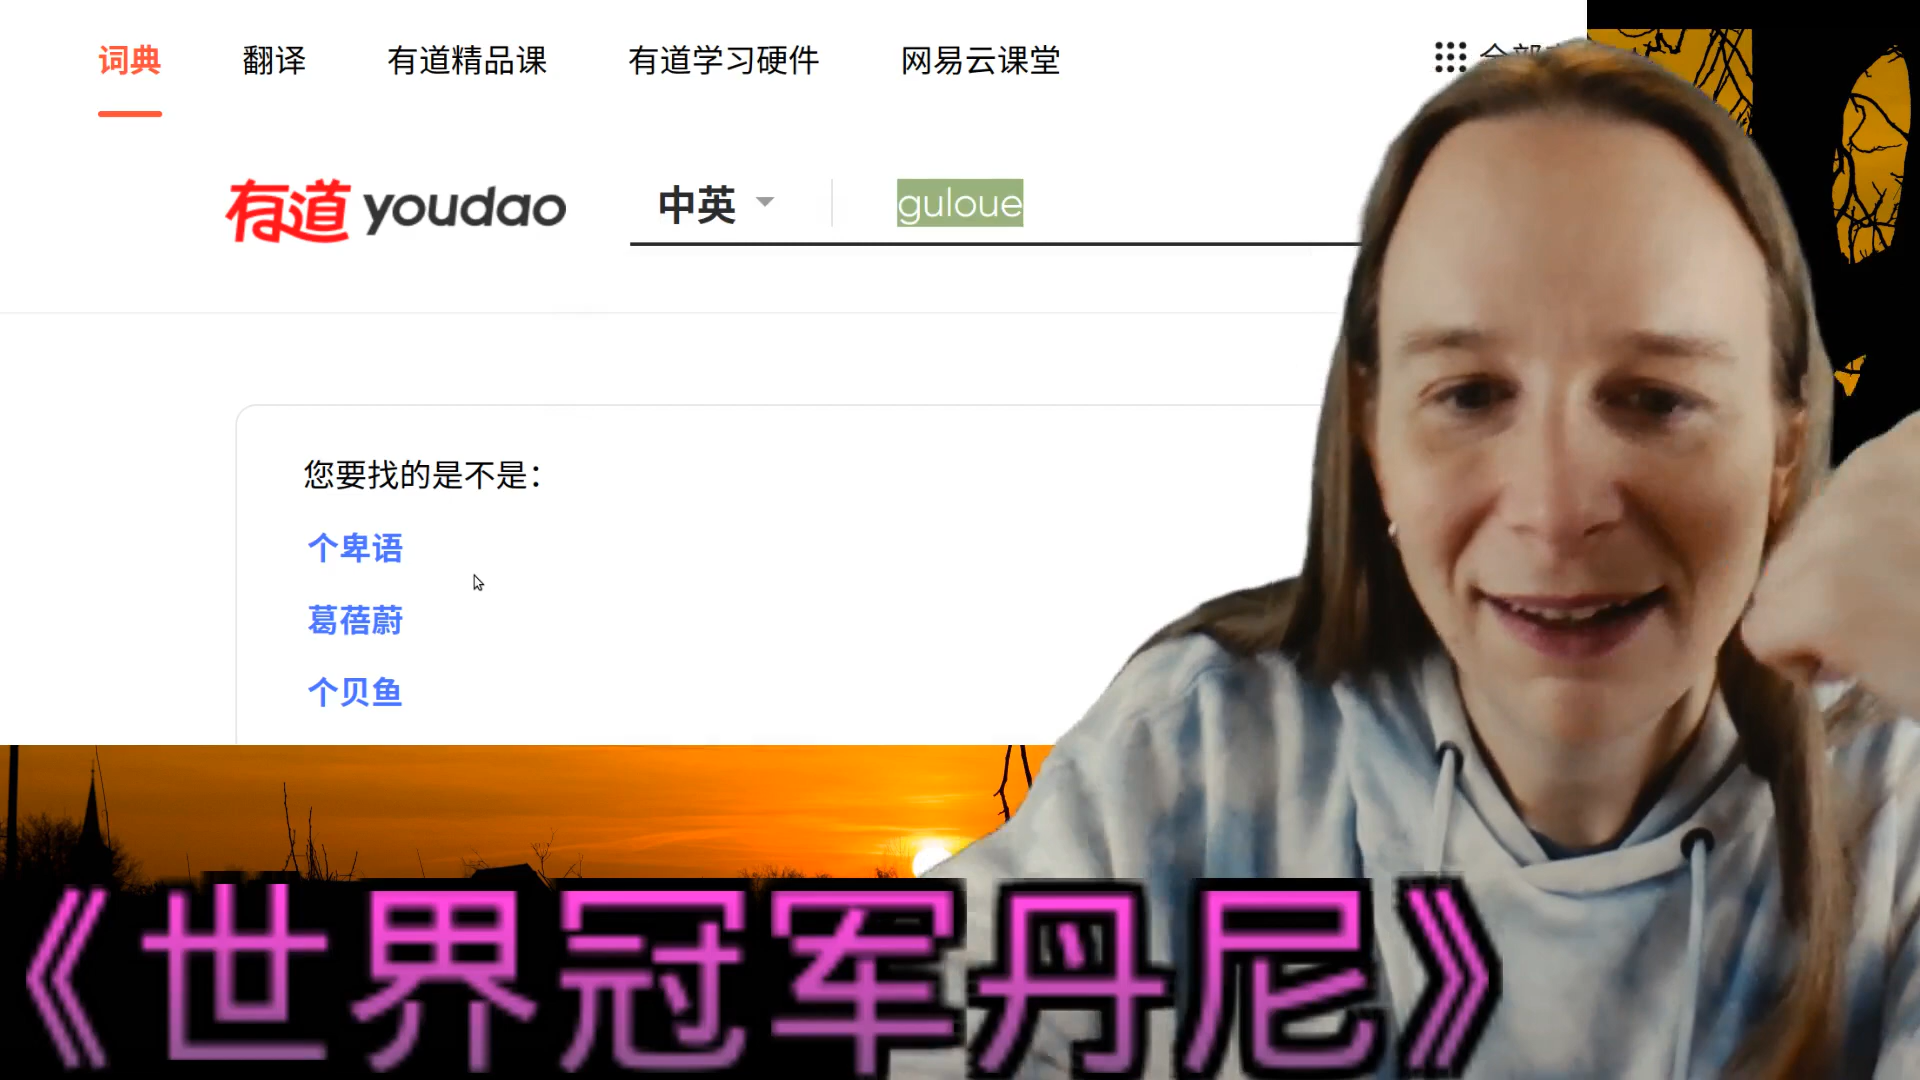 词典 翻译 有道精品课 有道学习硬件 网易云课堂
有道 youdao 中英 guloue
您要找的是不是：
个卑语
葛蓓蔚
个贝鱼
《世界冠军丹尼》